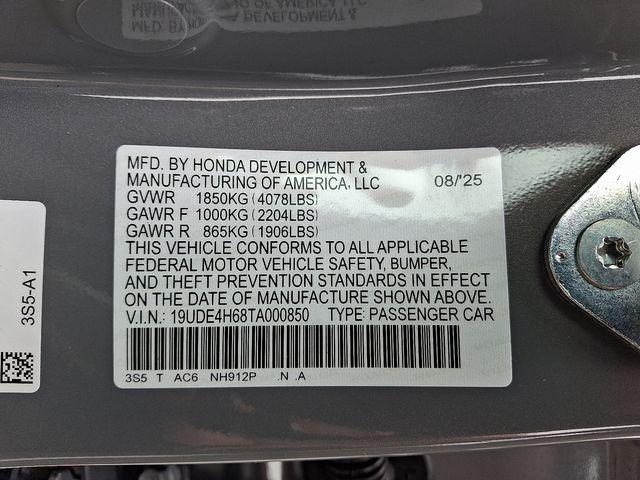 MFD. BY HONDA DEVELOPMENT &
MANUFACTURING OF AMERICA, LLC 08/'25
GVWR 1850KG (4078LBS)
GAWR F 1000KG (2204LBS)
GAWR R 865KG (1906LBS)
THIS VEHICLE CONFORMS TO ALL APPLICABLE
FEDERAL MOTOR VEHICLE SAFETY, BUMPER,
AND THEFT PREVENTION STANDARDS IN EFFECT
ON THE DATE OF MANUFACTURE SHOWN ABOVE.
V.I.N.: 19UDE4H68TA000850 TYPE: PASSENGER CAR
3S5 T AC6 NH912P .N .A
3S5-A1